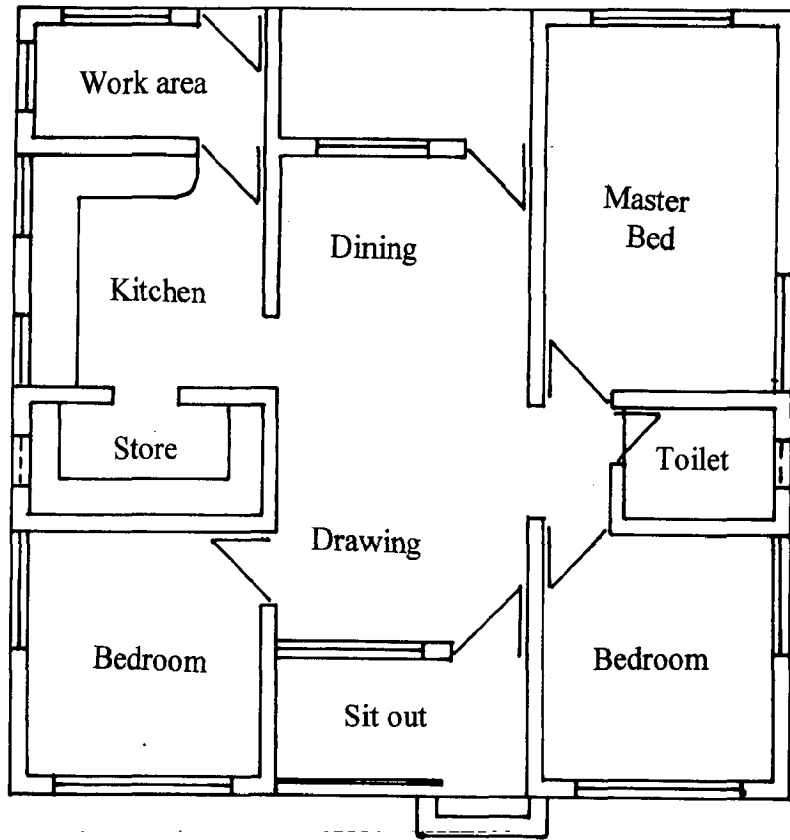 Work area
Master
Bed
Dining
Kitchen
Store
Toilet
Drawing
Bedroom
Bedroom
Sit out